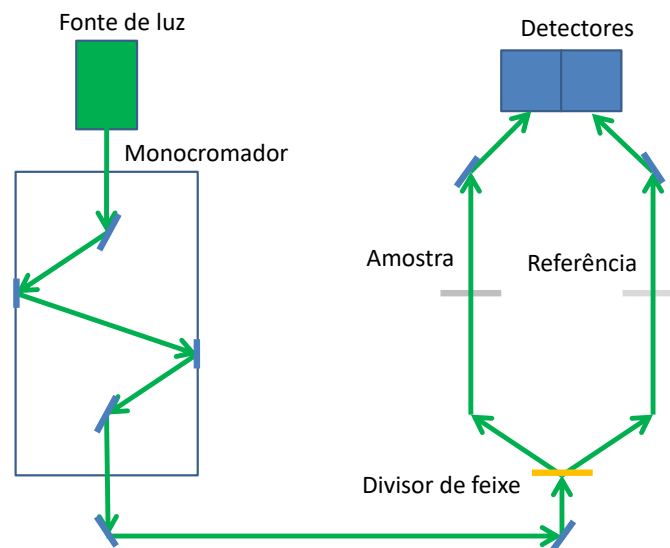 Fonte de luz
Detectores
Monocromador
Amostra
Referência
Divisor de feixe